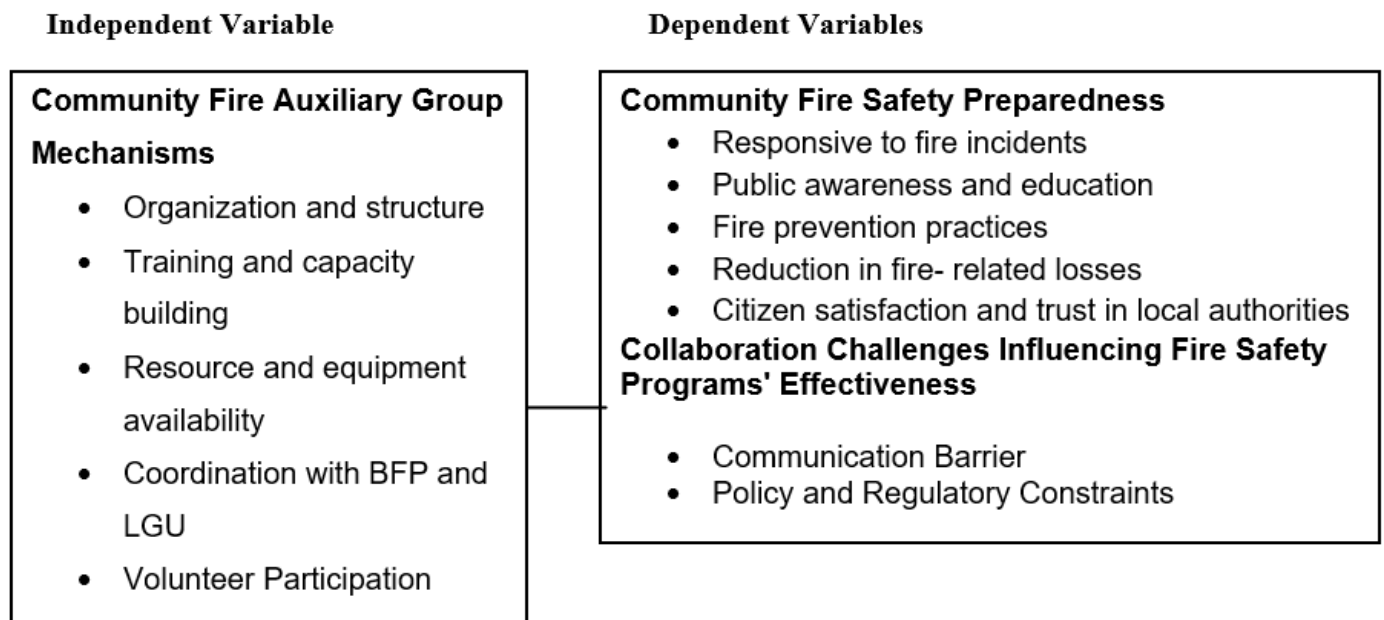 Independent Variable
Dependent Variables
Community Fire Auxiliary Group
Mechanisms
• Organization and structure
• Training and capacity
building
• Resource and equipment
availability
• Coordination with BFP and
LGU
• Volunteer Participation
Community Fire Safety Preparedness
• Responsive to fire incidents
• Public awareness and education
• Fire prevention practices
• Reduction in fire- related losses
• Citizen satisfaction and trust in local authorities
Collaboration Challenges Influencing Fire Safety
Programs' Effectiveness
• Communication Barrier
• Policy and Regulatory Constraints